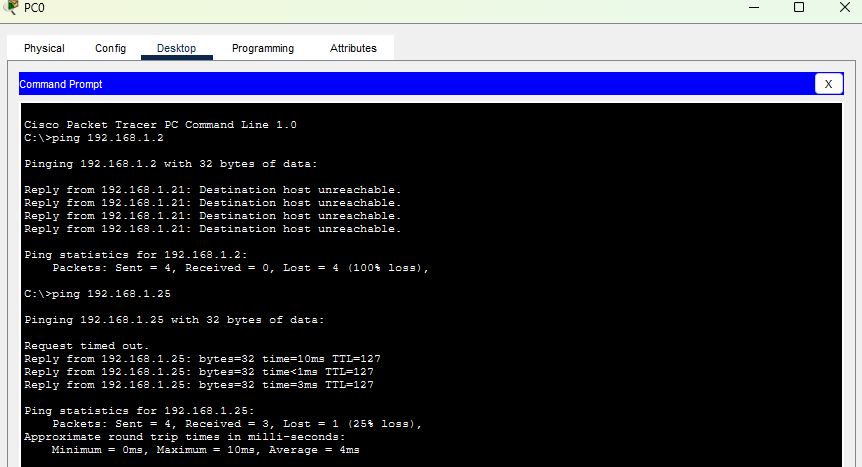 PC0
Physical Config Desktop Programming Attributes
Command Prompt X
Cisco Packet Tracer PC Command Line 1.0
C:\>ping 192.168.1.2
Pinging 192.168.1.2 with 32 bytes of data:
Reply from 192.168.1.21: Destination host unreachable.
Reply from 192.168.1.21: Destination host unreachable.
Reply from 192.168.1.21: Destination host unreachable.
Reply from 192.168.1.21: Destination host unreachable.
Ping statistics for 192.168.1.2:
Packets: Sent = 4, Received = 0, Lost = 4 (100% loss),
C:\>ping 192.168.1.25
Pinging 192.168.1.25 with 32 bytes of data:
Request timed out.
Reply from 192.168.1.25: bytes=32 time=10ms TTL=127
Reply from 192.168.1.25: bytes=32 time<1ms TTL=127
Reply from 192.168.1.25: bytes=32 time=3ms TTL=127
Ping statistics for 192.168.1.25:
Packets: Sent = 4, Received = 3, Lost = 1 (25% loss),
Approximate round trip times in milli-seconds:
Minimum = 0ms, Maximum = 10ms, Average = 4ms